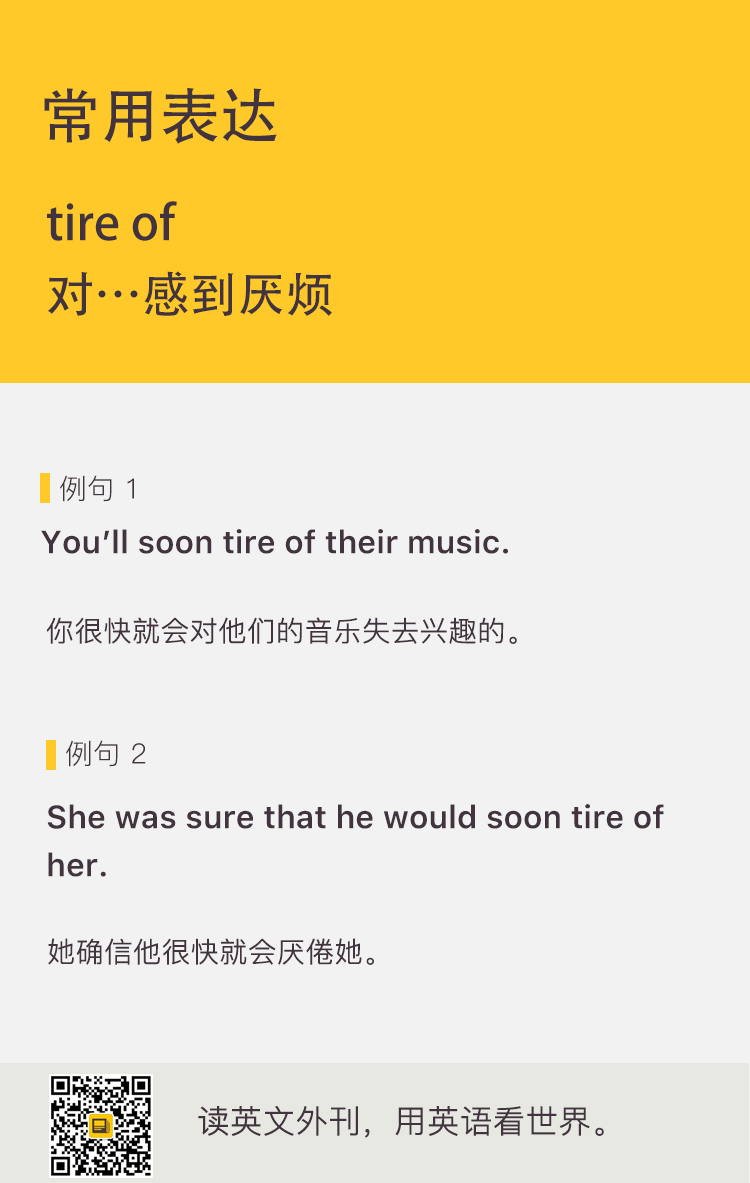 常用表达
tire of
对…感到厌烦
例句 1
You’ll soon tire of their music.
你很快就会对他们的音乐失去兴趣的。
例句 2
She was sure that he would soon tire of
her.
她确信他很快就会厌倦她。
读英文外刊，用英语看世界。